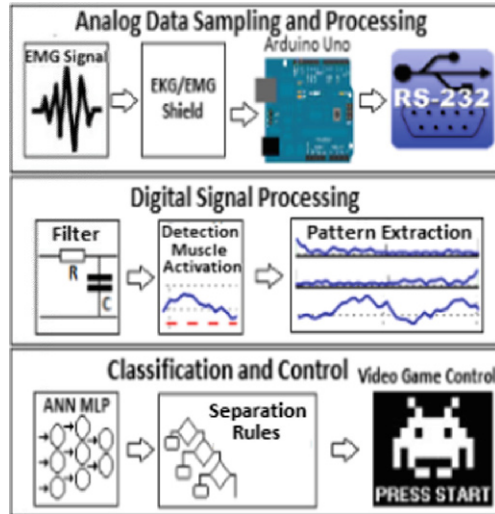 Analog Data Sampling and Processing
EMG Signal
EKG/EMG
Shield
Arduino Uno
RS-232
Digital Signal Processing
Filter
R
C
Detection
Muscle
Activation
Pattern Extraction
Classification and Control
ANN MLP
Separation
Rules
Video Game Control
PRESS START